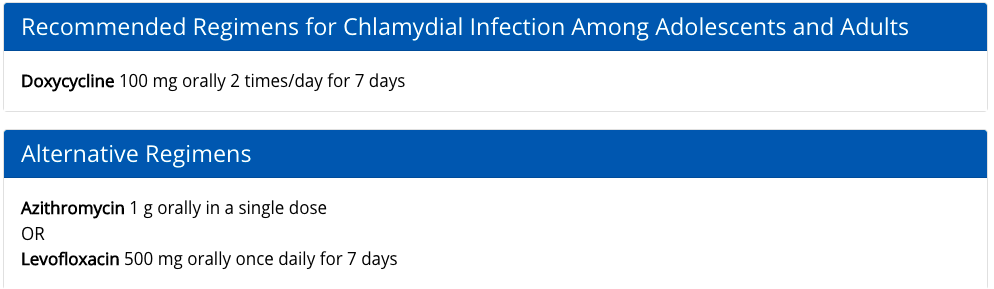 Recommended Regimens for Chlamydial Infection Among Adolescents and Adults
Doxycycline 100 mg orally 2 times/day for 7 days
Alternative Regimens
Azithromycin 1 g orally in a single dose
OR
Levofloxacin 500 mg orally once daily for 7 days